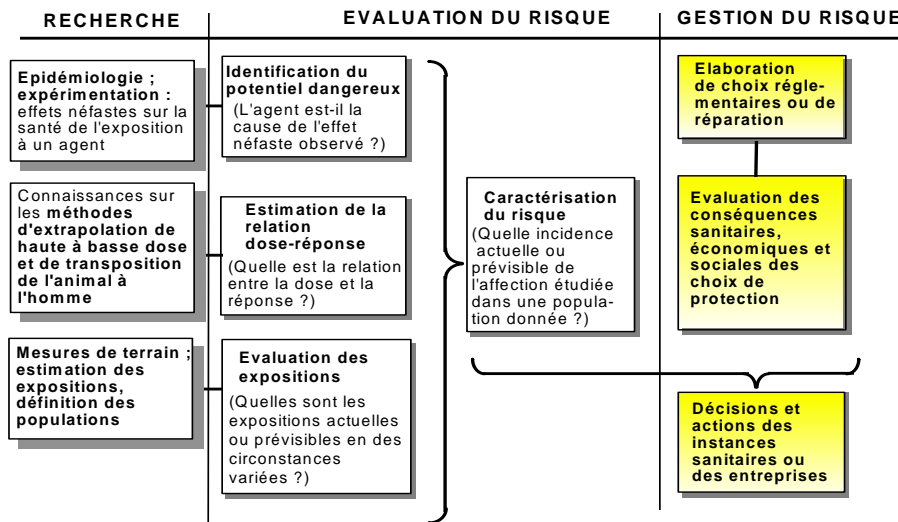 RECHERCHE
EVALUATION DU RISQUE
GESTION DU RISQUE
Epidémiologie ;
expérimentation :
effets néfastes sur la
santé de l'exposition
à un agent
Connaissances sur
les méthodes
d'extrapolation de
haute à basse dose
et de transposition
de l'animal à
l'homme
Mesures de terrain ;
estimation des
expositions,
définition des
populations
Identification du
potentiel dangereux
(L'agent est-il la
cause de l'effet
néfaste observé ?)
Estimation de la
relation
dose-réponse
(Quelle est la relation
entre la dose et la
réponse ?)
Evaluation des
expositions
(Quelles sont les
expositions actuelles
ou prévisibles en des
circonstances
variées ?)
Caractérisation
du risque
(Quelle incidence
actuelle ou
prévisible de
l'affection étudiée
dans une popula-
tion donnée ?)
Elaboration
de choix régle-
mentaires ou de
réparation
Evaluation des
conséquences
sanitaires,
économiques et
sociales des
choix de
protection
Décisions et
actions des
instances
sanitaires ou
des entreprises